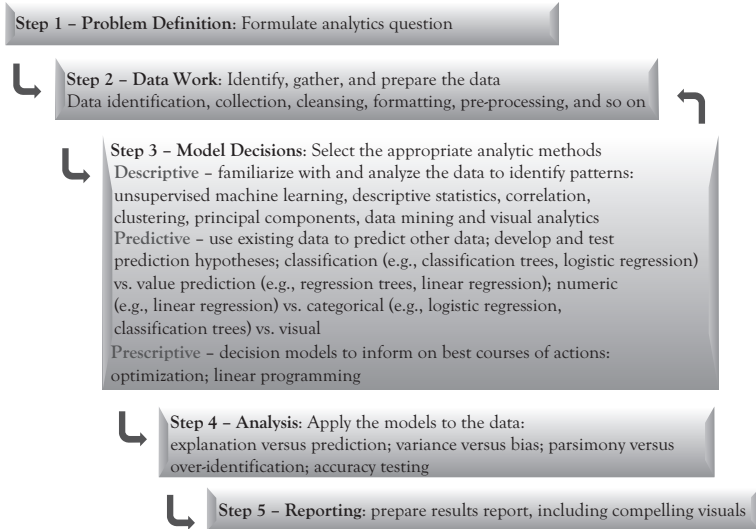 Step 1 – Problem Definition: Formulate analytics question
Step 2 – Data Work: Identify, gather, and prepare the data
Data identification, collection, cleansing, formatting, pre-processing, and so on
Step 3 – Model Decisions: Select the appropriate analytic methods
Descriptive – familiarize with and analyze the data to identify patterns:
unsupervised machine learning, descriptive statistics, correlation,
clustering, principal components, data mining and visual analytics
Predictive – use existing data to predict other data; develop and test
prediction hypotheses; classification (e.g., classification trees, logistic regression)
vs. value prediction (e.g., regression trees, linear regression); numeric
(e.g., linear regression) vs. categorical (e.g., logistic regression,
classification trees) vs. visual
Prescriptive – decision models to inform on best courses of actions:
optimization; linear programming
Step 4 – Analysis: Apply the models to the data:
explanation versus prediction; variance versus bias; parsimony versus
over-identification; accuracy testing
Step 5 – Reporting: prepare results report, including compelling visuals